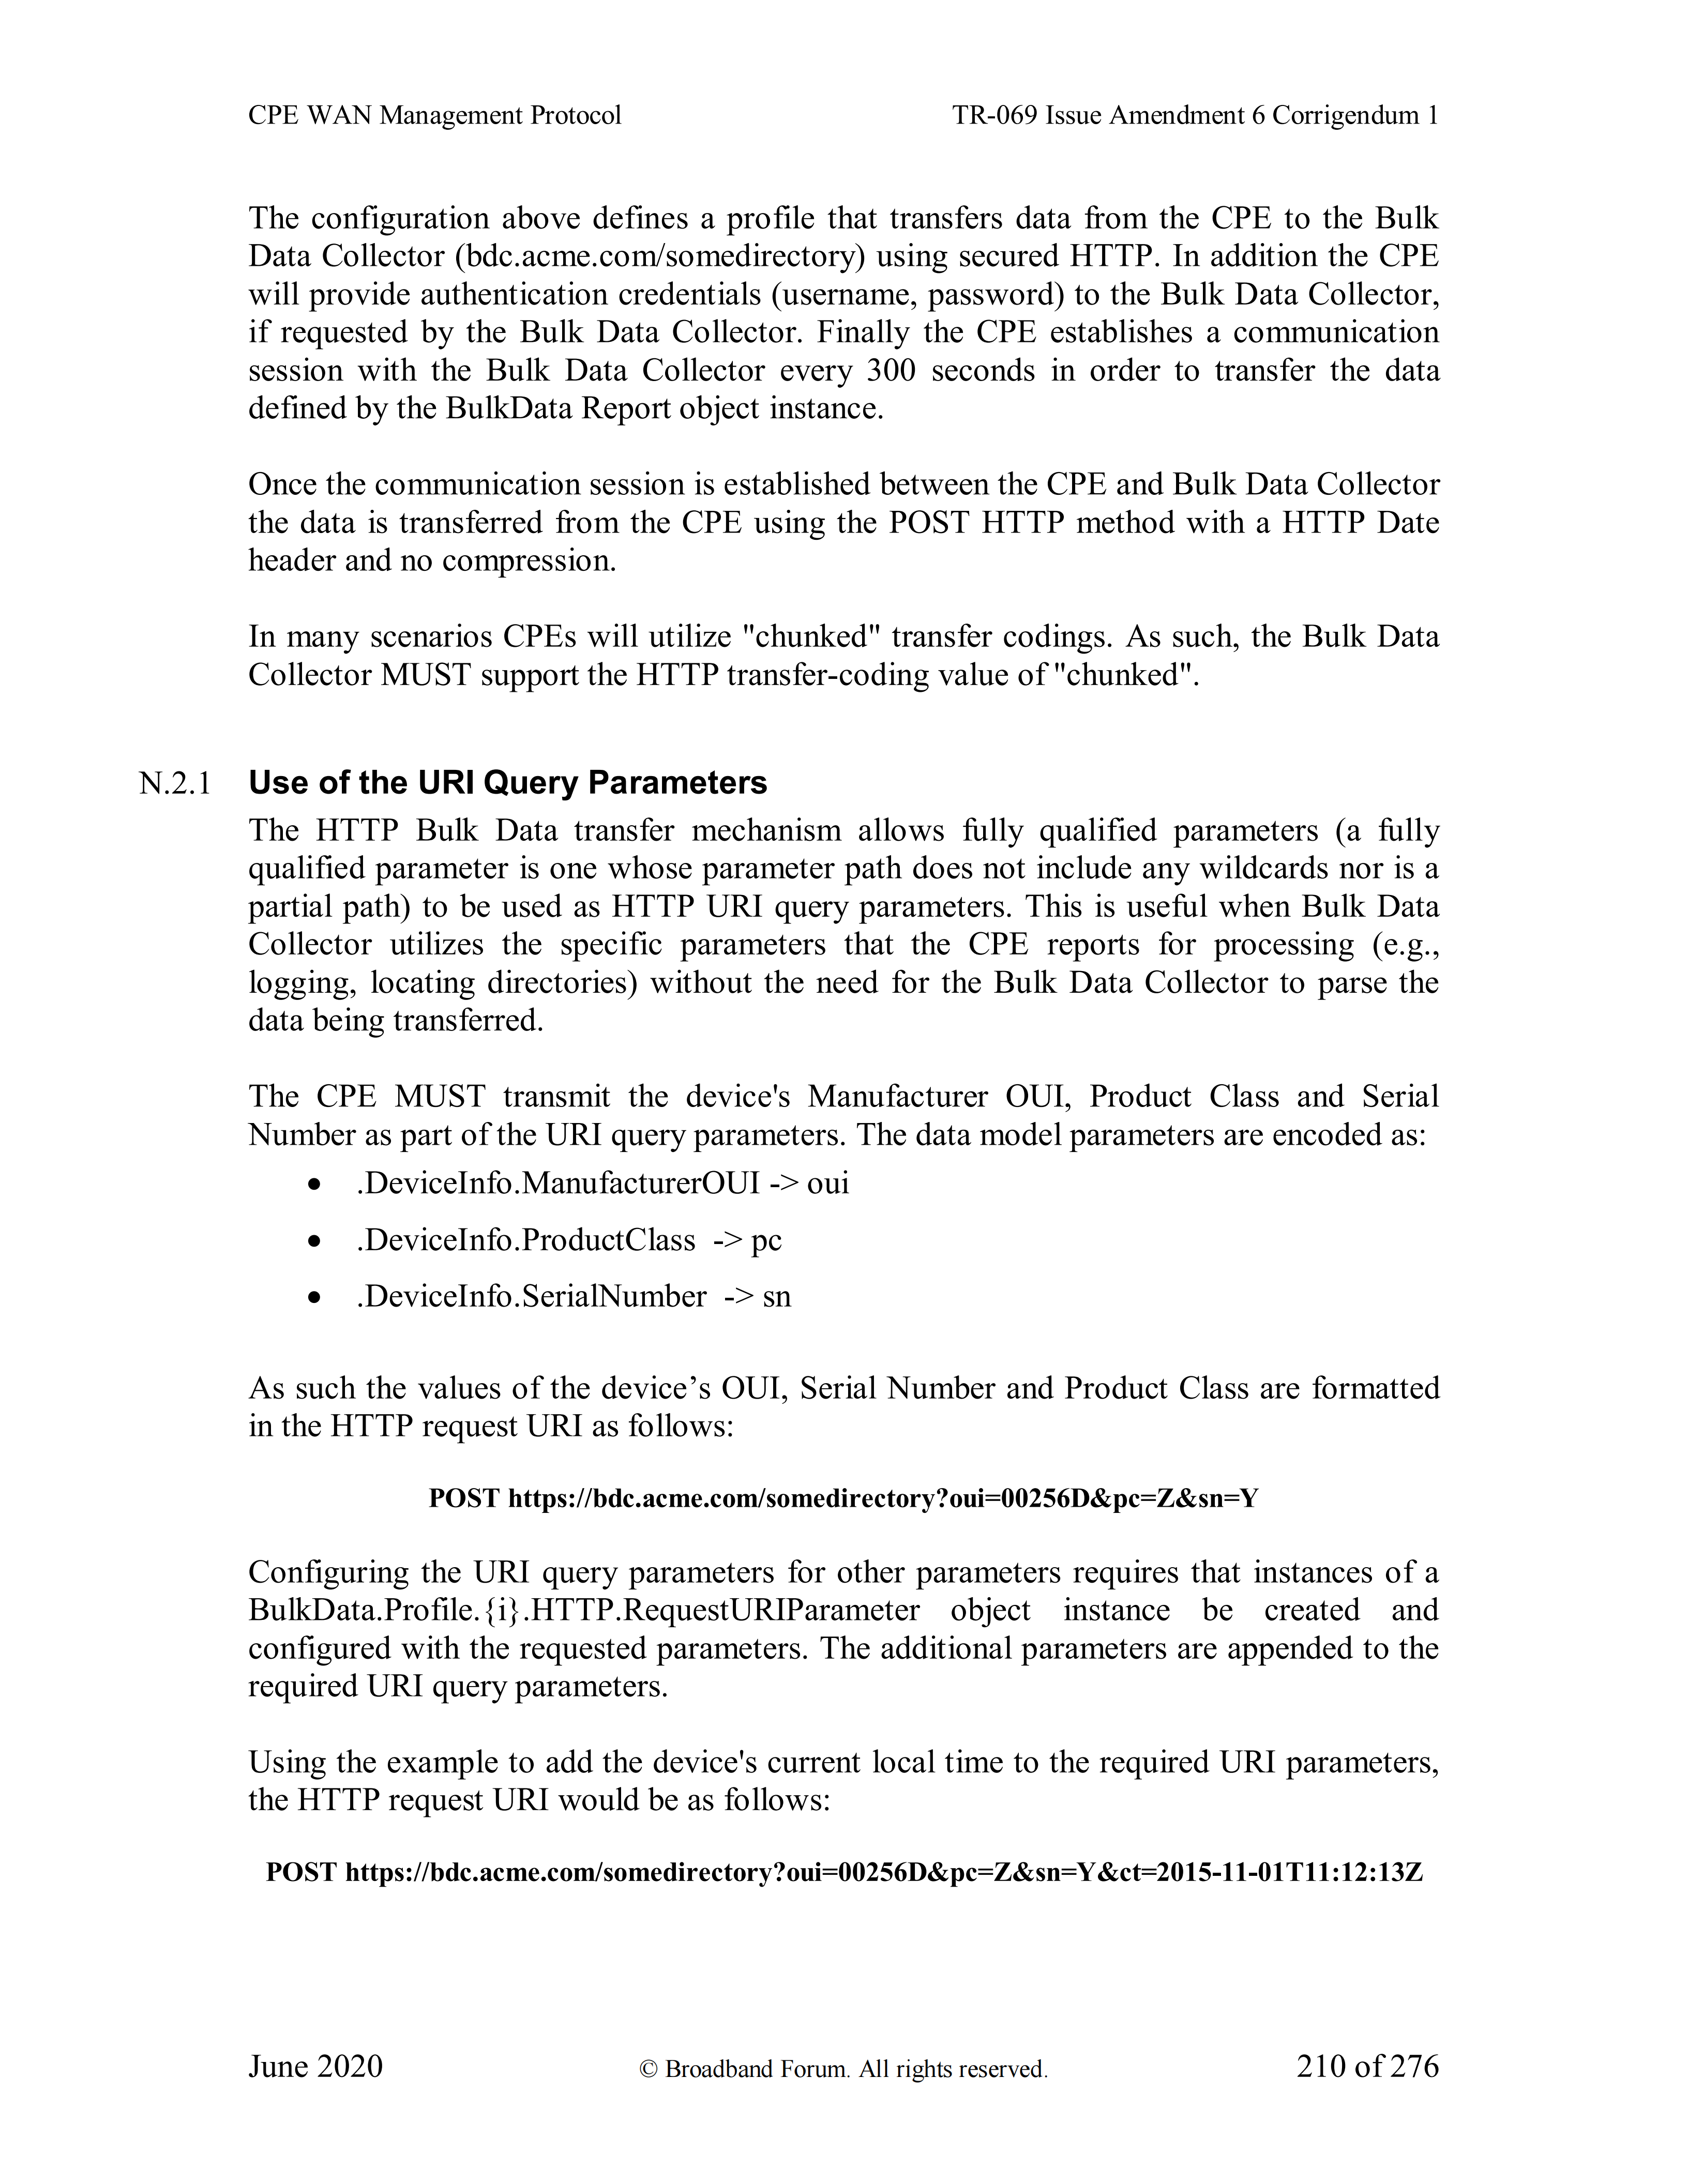 CPE WAN Management Protocol TR-069 Issue Amendment 6 Corrigendum 1
The configuration above defines a profile that transfers data from the CPE to the Bulk
Data Collector (bdc.acme.com/somedirectory) using secured HTTP. In addition the CPE
will provide authentication credentials (username, password) to the Bulk Data Collector,
if requested by the Bulk Data Collector. Finally the CPE establishes a communication
session with the Bulk Data Collector every 300 seconds in order to transfer the data
defined by the BulkData Report object instance.
Once the communication session is established between the CPE and Bulk Data Collector
the data is transferred from the CPE using the POST HTTP method with a HTTP Date
header and no compression.
In many scenarios CPEs will utilize "chunked" transfer codings. As such, the Bulk Data
Collector MUST support the HTTP transfer-coding value of "chunked".
N.2.1 Use of the URI Query Parameters
The HTTP Bulk Data transfer mechanism allows fully qualified parameters (a fully
qualified parameter is one whose parameter path does not include any wildcards nor is a
partial path) to be used as HTTP URI query parameters. This is useful when Bulk Data
Collector utilizes the specific parameters that the CPE reports for processing (e.g.,
logging, locating directories) without the need for the Bulk Data Collector to parse the
data being transferred.
The CPE MUST transmit the device's Manufacturer OUI, Product Class and Serial
Number as part of the URI query parameters. The data model parameters are encoded as:
• .DeviceInfo.ManufacturerOUI -> oui
• .DeviceInfo.ProductClass -> pc
• .DeviceInfo.SerialNumber -> sn
As such the values of the device’s OUI, Serial Number and Product Class are formatted
in the HTTP request URI as follows:
POST https://bdc.acme.com/somedirectory?oui=00256D&pc=Z&sn=Y
Configuring the URI query parameters for other parameters requires that instances of a
BulkData.Profile.{i}.HTTP.RequestURIParameter object instance be created and
configured with the requested parameters. The additional parameters are appended to the
required URI query parameters.
Using the example to add the device's current local time to the required URI parameters,
the HTTP request URI would be as follows:
POST https://bdc.acme.com/somedirectory?oui=00256D&pc=Z&sn=Y&ct=2015-11-01T11:12:13Z
June 2020 © Broadband Forum. All rights reserved. 210 of 276